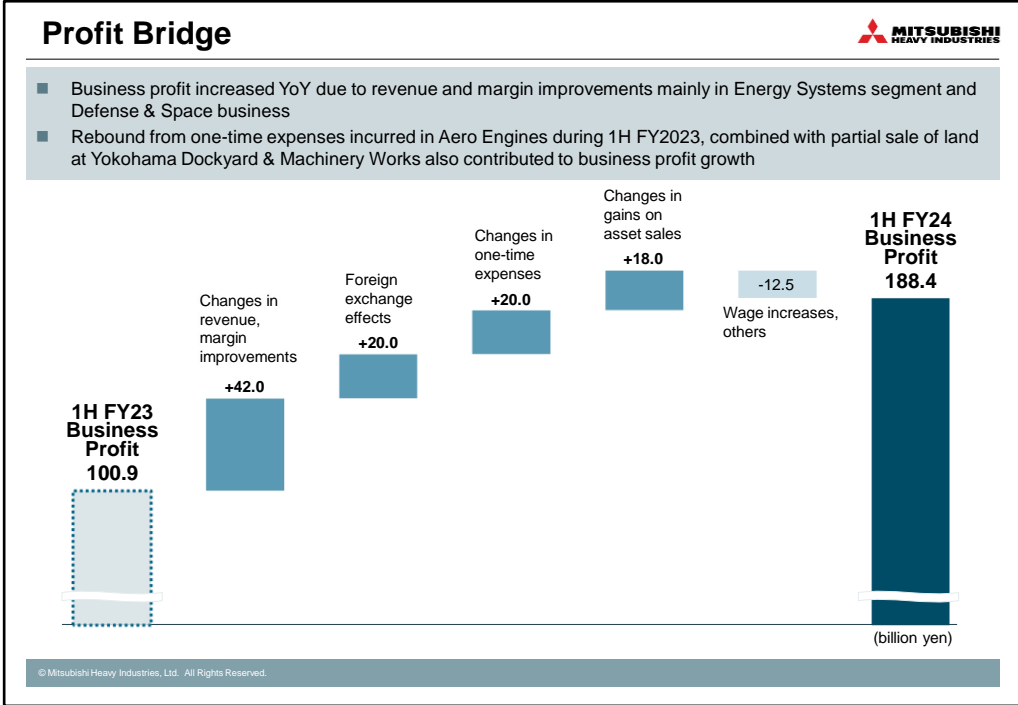 Profit Bridge
MITSUBISHI
HEAVY INDUSTRIES
Business profit increased YoY due to revenue and margin improvements mainly in Energy Systems segment and
Defense & Space business
Rebound from one-time expenses incurred in Aero Engines during 1H FY2023, combined with partial sale of land
at Yokohama Dockyard & Machinery Works also contributed to business profit growth
1H FY23
Business
Profit
100.9
Changes in
revenue,
margin
improvements
+42.0
Foreign
exchange
effects
+20.0
Changes in
one-time
expenses
+20.0
Changes in
gains on
asset sales
+18.0
-12.5
Wage increases,
others
1H FY24
Business
Profit
188.4
(billion yen)
© Mitsubishi Heavy Industries, Ltd. All Rights Reserved.